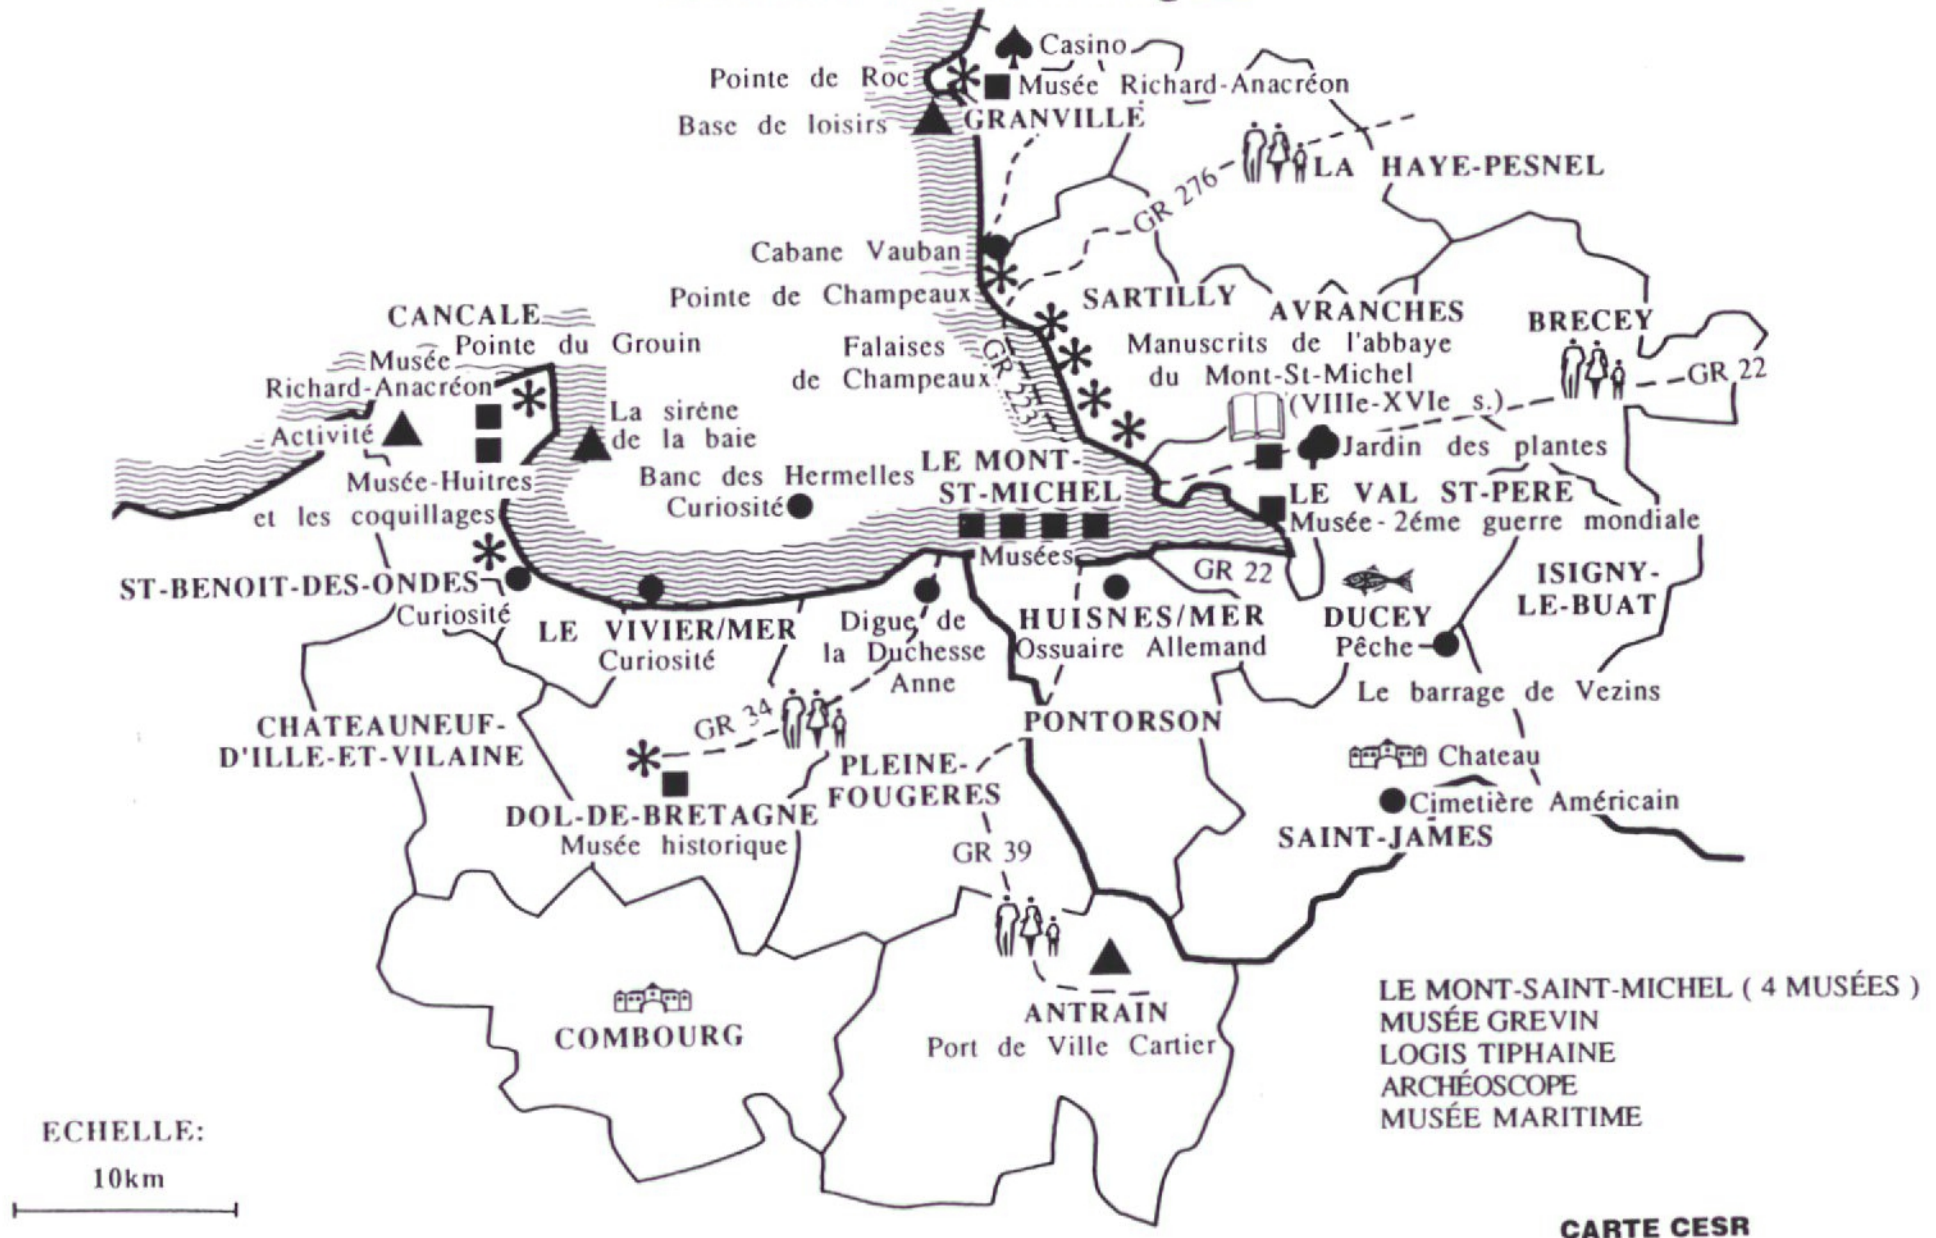 Casino
Pointe de Roc
Musée Richard-Anacréon
Base de loisirs
GRANVILLE
LA HAYE-PESNEL
GR 276
Cabane Vauban
Pointe de Champeaux
SARTILLY
AVRANCHES
BRECEY
CANCALE
Pointe du Grouin
Musée
Richard-Anacréon
Falaises
de Champeaux
GR 223
Manuscrits de l'abbaye
du Mont-St-Michel
(VIIIe-XVIe s.)
GR 22
Activité
La siréne
de la baie
Jardin des plantes
Musée-Huitres
et les coquillages
Banc des Hermelles
Curiosité
LE MONT-
ST-MICHEL
Musées
LE VAL ST-PERE
Musée-2éme guerre mondiale
GR 22
ISIGNY-
LE-BUAT
ST-BENOIT-DES-ONDES
Curiosité
LE VIVIER/MER
Curiosité
Digue de
la Duchesse
Anne
HUISNES/MER
Ossuaire Allemand
DUCEY
Pêche
Le barrage de Vezins
CHATEAUNEUF-
D'ILLE-ET-VILAINE
GR 34
PONTORSON
Chateau
PLEINE-
FOUGERES
Cimetière Américain
SAINT-JAMES
DOL-DE-BRETAGNE
Musée historique
GR 39
COMBOURG
ANTRAIN
Port de Ville Cartier
LE MONT-SAINT-MICHEL ( 4 MUSÉES )
MUSÉE GREVIN
LOGIS TIPHAINE
ARCHÉOSCOPE
MUSÉE MARITIME
ECHELLE:
10km
CARTE CESR